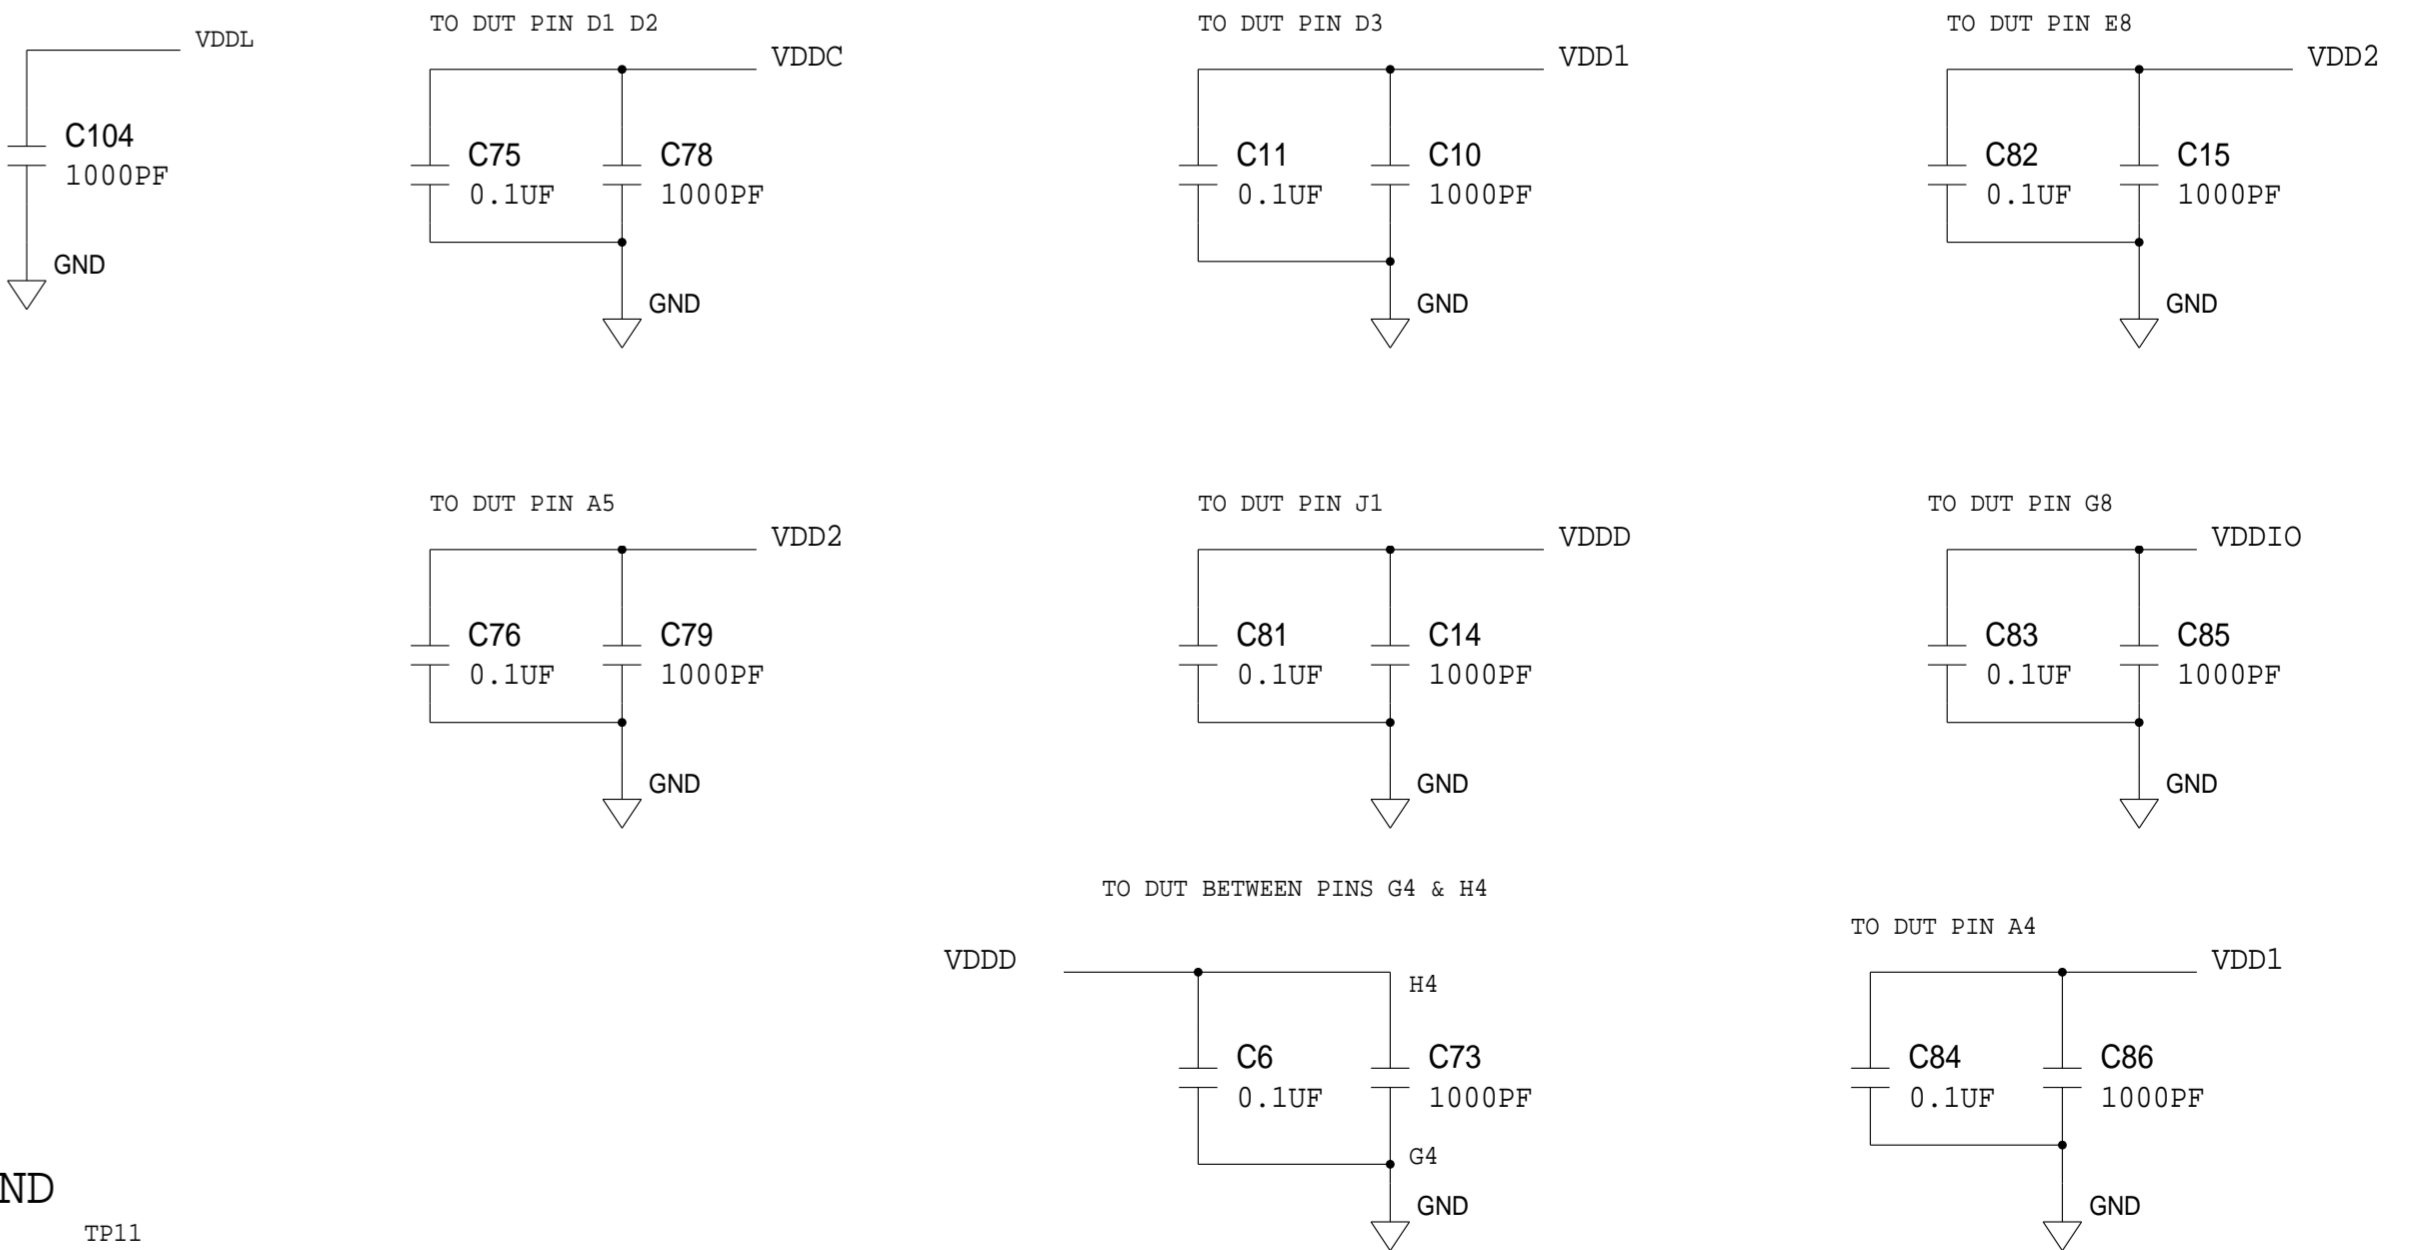 VDDL
C104
1000PF
GND
TO DUT PIN D1 D2
VDDC
C75
0.1UF
C78
1000PF
GND
TO DUT PIN D3
VDD1
C11
0.1UF
C10
1000PF
GND
TO DUT PIN E8
VDD2
C82
0.1UF
C15
1000PF
GND
TO DUT PIN A5
VDD2
C76
0.1UF
C79
1000PF
GND
TO DUT PIN J1
VDDD
C81
0.1UF
C14
1000PF
GND
TO DUT PIN G8
VDDIO
C83
0.1UF
C85
1000PF
GND
TO DUT BETWEEN PINS G4 & H4
VDDD
H4
C6
0.1UF
C73
1000PF
G4
GND
TO DUT PIN A4
VDD1
C84
0.1UF
C86
1000PF
GND
ND
TP11